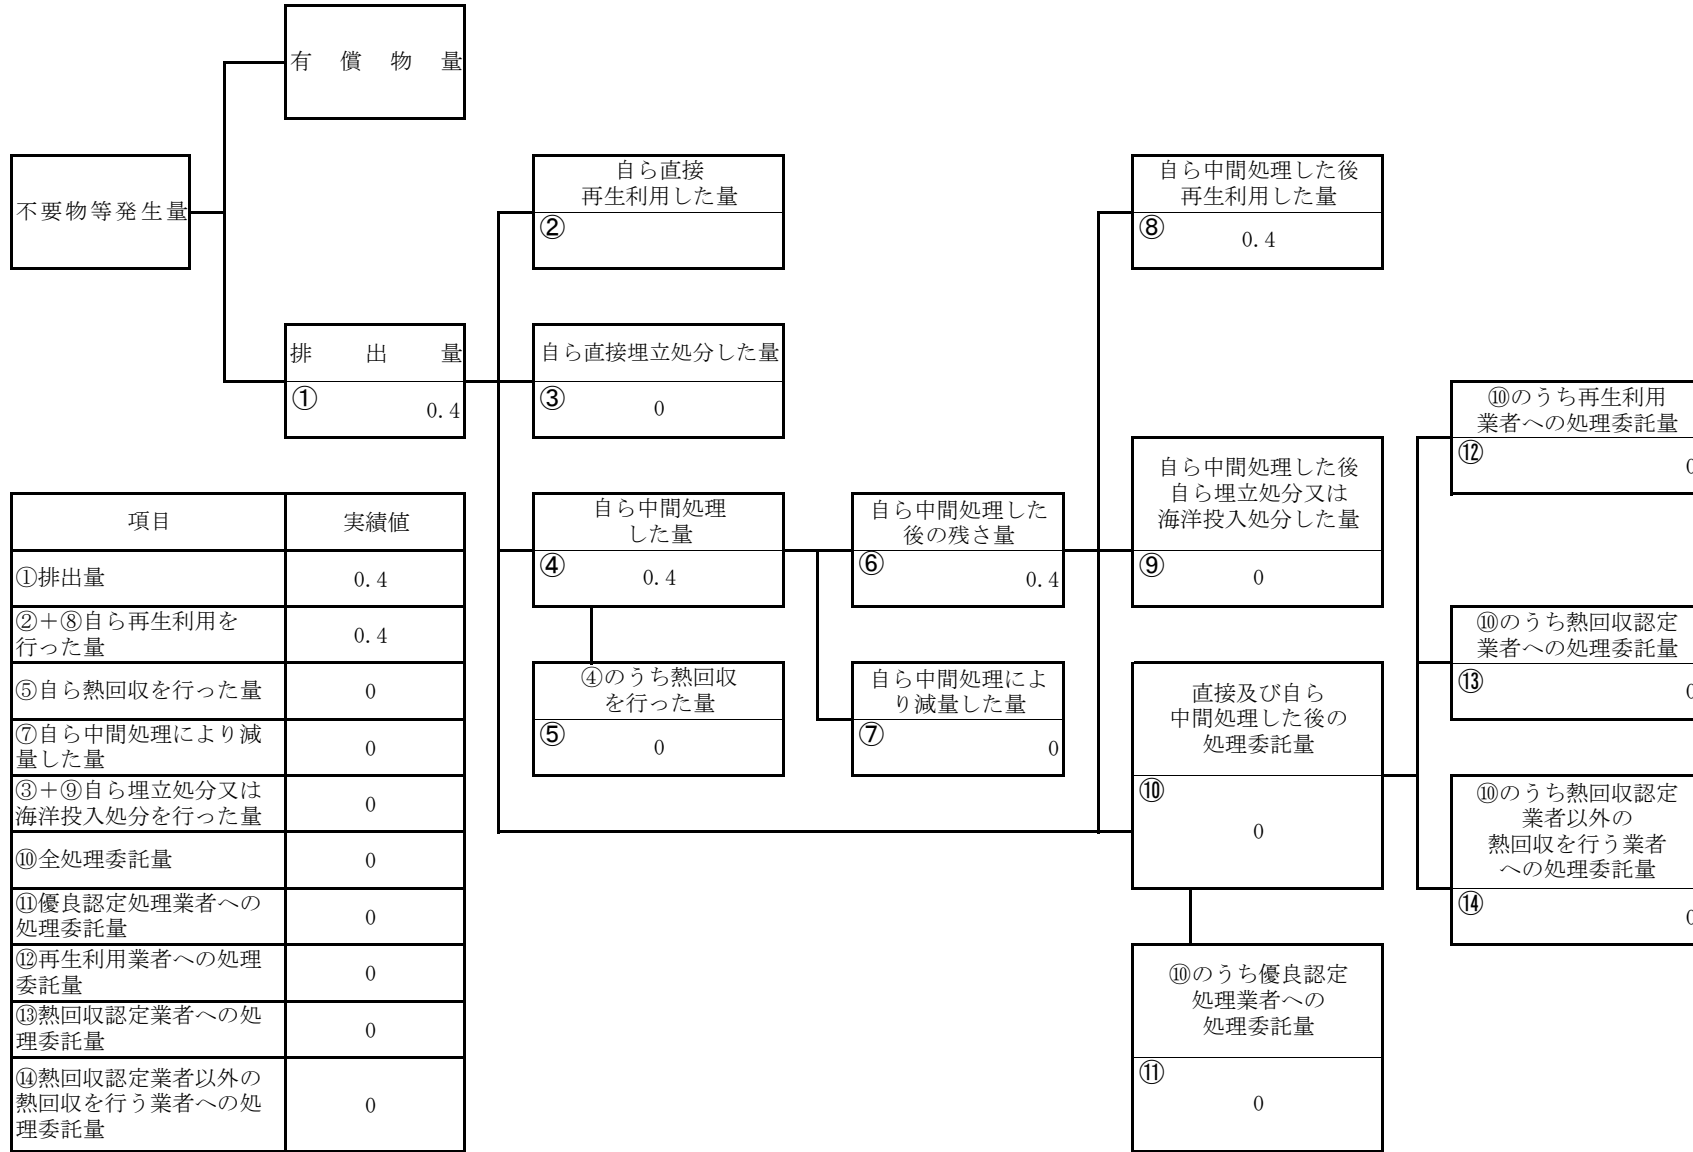 有償物量
不要物等発生量
自ら直接
再生利用した量
②
自ら中間処理した後
再生利用した量
⑧
0.4
排出量
①
0.4
自ら直接埋立処分した量
③
0
⑩のうち再生利用
業者への処理委託量
⑫
0
自ら中間処理した後
自ら埋立処分又は
海洋投入処分した量
⑨
0
自ら中間処理
した量
④
0.4
自ら中間処理した
後の残さ量
⑥
0.4
⑩のうち熱回収認定
業者への処理委託量
⑬
0
④のうち熱回収
を行った量
⑤
0
自ら中間処理によ
り減量した量
⑦
0
直接及び自ら
中間処理した後の
処理委託量
⑩
0
⑩のうち熱回収認定
業者以外の
熱回収を行う業者
への処理委託量
⑭
0
⑩のうち優良認定
処理業者への
処理委託量
⑪
0
項目
実績値
①排出量
0.4
②+⑧自ら再生利用を
行った量
0.4
⑤自ら熱回収を行った量
0
⑦自ら中間処理により減
量した量
0
③+⑨自ら埋立処分又は
海洋投入処分を行った量
0
⑩全処理委託量
0
⑪優良認定処理業者への
処理委託量
0
⑫再生利用業者への処理
委託量
0
⑬熱回収認定業者への処
理委託量
0
⑭熱回収認定業者以外の
熱回収を行う業者への処
理委託量
0